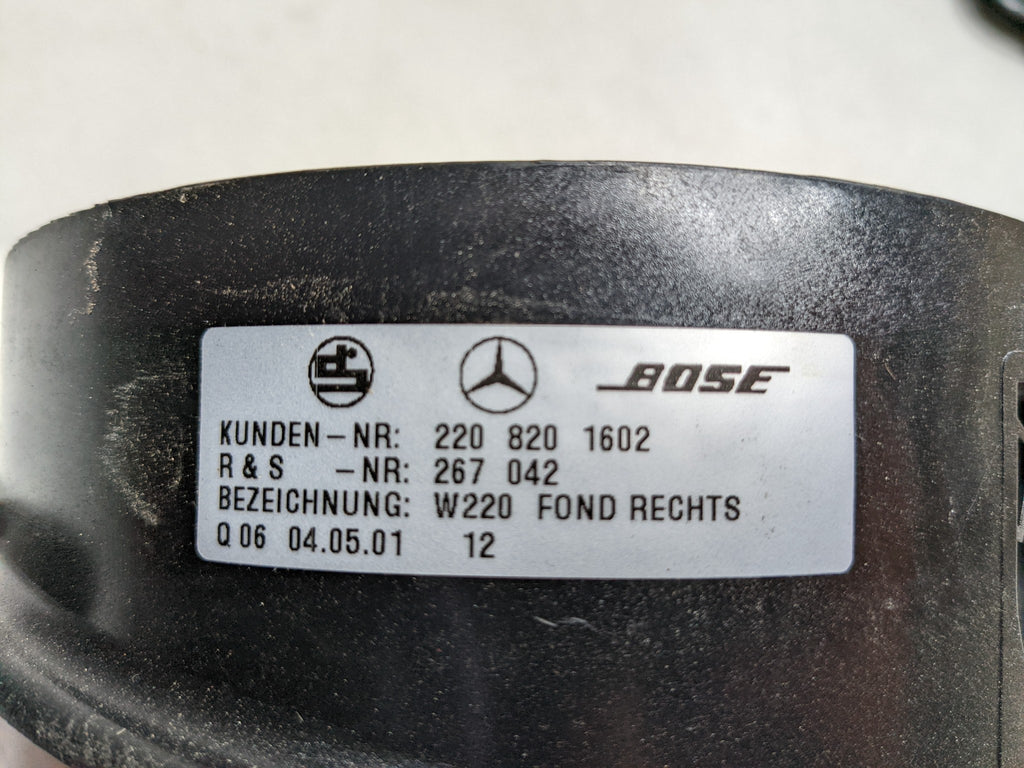 BOSE
KUNDEN-NR: 220 820 1602
R & S -NR: 267 042
BEZEICHNUNG: W220 FOND RECHTS
Q 06 04.05.01 12